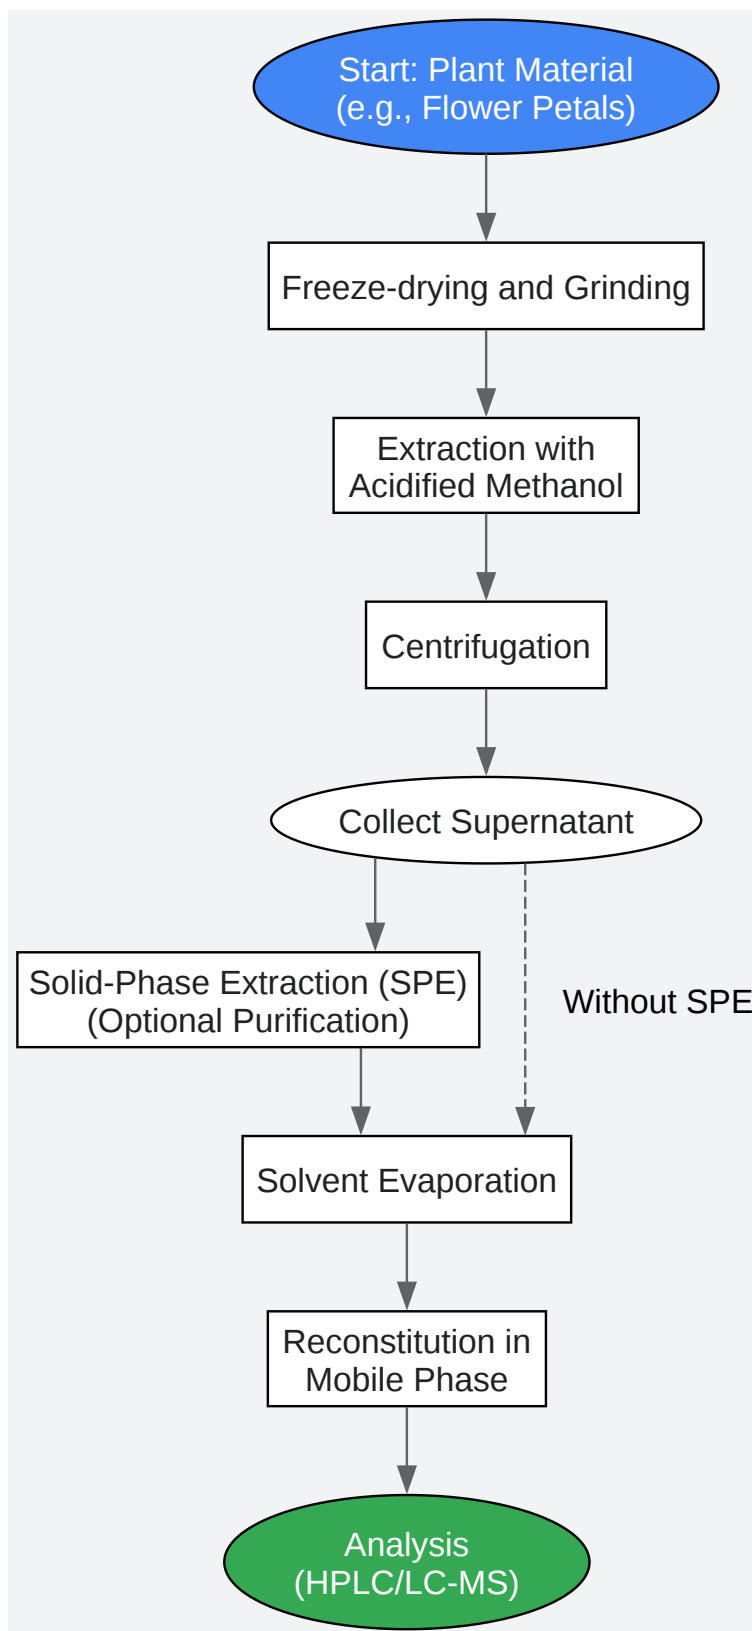 Start: Plant Material
(e.g., Flower Petals)
Freeze-drying and Grinding
Extraction with
Acidified Methanol
Centrifugation
Collect Supernatant
Solid-Phase Extraction (SPE)
(Optional Purification)
Without SPE
Solvent Evaporation
Reconstitution in
Mobile Phase
Analysis
(HPLC/LC-MS)